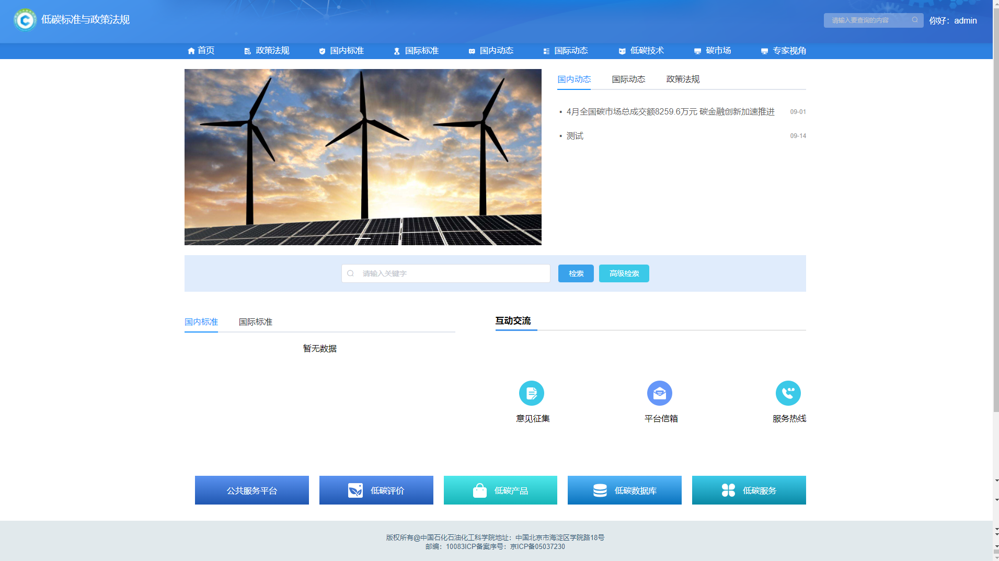 低碳标准与政策法规
请输入要查询的内容
你好：admin
首页 政策法规 国内标准 国际标准 国内动态 国际动态 低碳技术 碳市场 专家视角
国内动态 国际动态 政策法规
4月全国碳市场总成交额8259.6万元 碳金融创新加速推进 09-01
测试 09-14
请输入关键字 检索 高级检索
国内标准 国际标准
暂无数据
互动交流
意见征集 平台信箱 服务热线
公共服务平台 低碳评价 低碳产品 低碳数据库 低碳服务
版权所有@中国石化石油化工科学院地址：中国北京市海淀区学院路18号
邮编：10083ICP备案序号：京ICP备05037230